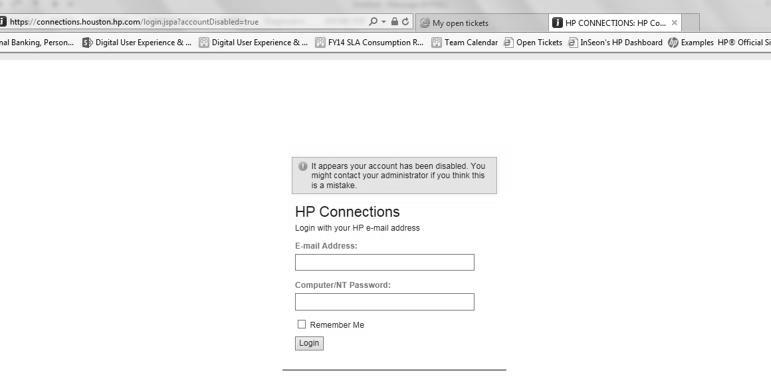 https://connections.houston.hp.com/login.jspa?accountDisabled=true
My open tickets
HP CONNECTIONS: HP Co...
nal Banking, Person...
Digital User Experience & ...
Digital User Experience & ...
FY14 SLA Consumption R...
Team Calendar
Open Tickets
InSeon's HP Dashboard
Examples
HP® Official Si
It appears your account has been disabled. You
might contact your administrator if you think this
is a mistake.
HP Connections
Login with your HP e-mail address
E-mail Address:
Computer/NT Password:
Remember Me
Login